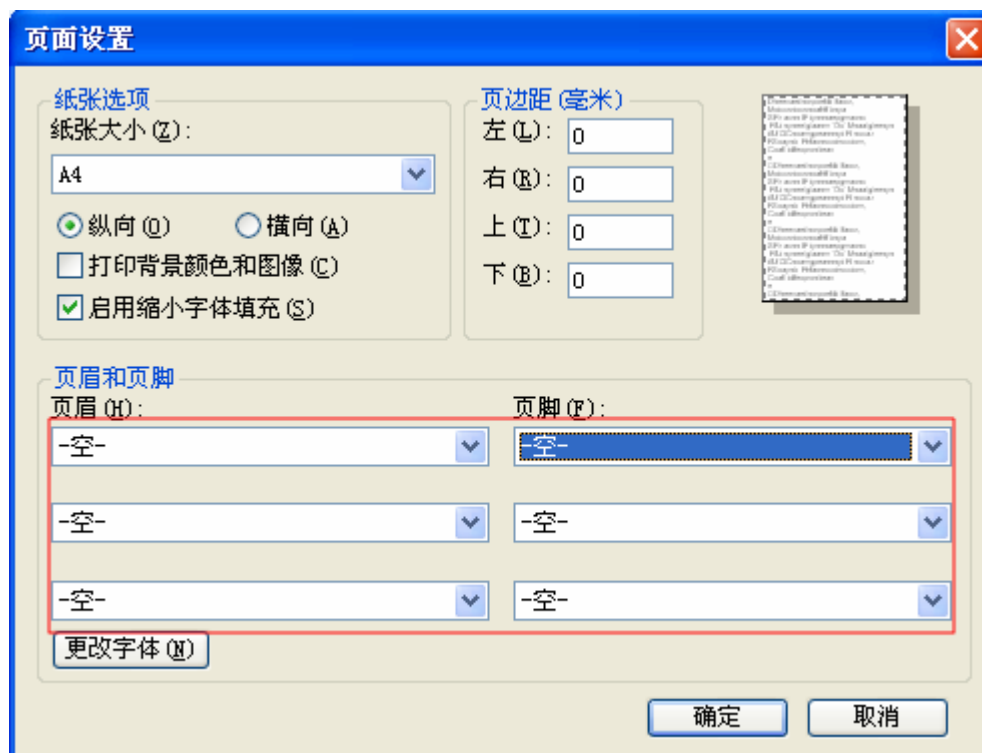 页面设置
纸张选项
纸张大小(Z):
A4
纵向(O) 横向(A)
打印背景颜色和图像(C)
启用缩小字体填充(S)
页边距(毫米)
左(L): 0
右(R): 0
上(T): 0
下(B): 0
页眉和页脚
页眉(H): 页脚(F):
-空- -空-
-空- -空-
-空- -空-
更改字体(N)
确定 取消